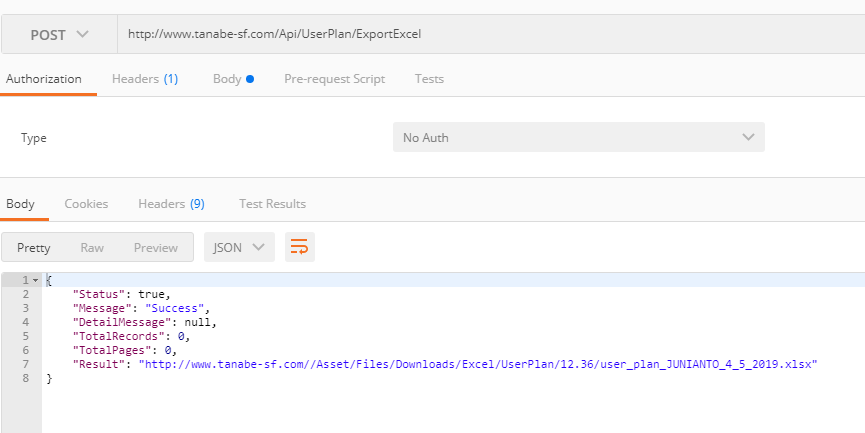 POST http://www.tanabe-sf.com/Api/UserPlan/ExportExcel
Authorization Headers (1) Body Pre-request Script Tests
Type No Auth
Body Cookies Headers (9) Test Results
Pretty Raw Preview JSON
1 {
2 "Status": true,
3 "Message": "Success",
4 "DetailMessage": null,
5 "TotalRecords": 0,
6 "TotalPages": 0,
7 "Result": "http://www.tanabe-sf.com//Asset/Files/Downloads/Excel/UserPlan/12.36/user_plan_JUNIANTO_4_5_2019.xlsx"
8 }